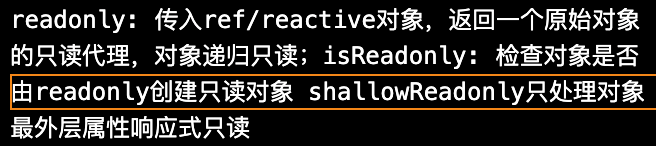 readonly: 传入ref/reactive对象，返回一个原始对象
的只读代理，对象递归只读；isReadonly: 检查对象是否
由readonly创建只读对象 shallowReadonly只处理对象
最外层属性响应式只读